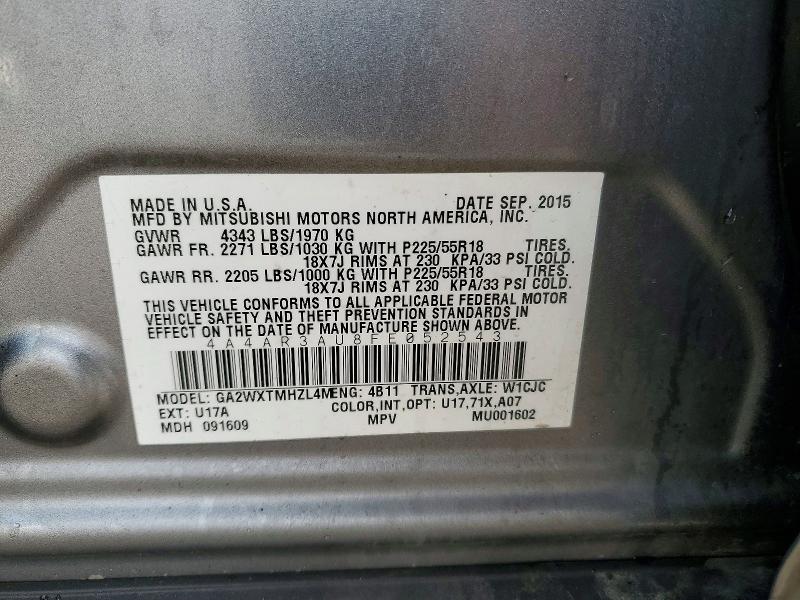 MADE IN U.S.A. DATE SEP. 2015
MFD BY MITSUBISHI MOTORS NORTH AMERICA, INC.
GVWR 4343 LBS/1970 KG
GAWR FR. 2271 LBS/1030 KG WITH P225/55R18 TIRES.
18X7J RIMS AT 230 KPA/33 PSI COLD.
GAWR RR. 2205 LBS/1000 KG WITH P225/55R18 TIRES.
18X7J RIMS AT 230 KPA/33 PSI COLD.
THIS VEHICLE CONFORMS TO ALL APPLICABLE FEDERAL MOTOR
VEHICLE SAFETY AND THEFT PREVENTION STANDARDS IN
EFFECT ON THE DATE OF MANUFACTURE SHOWN ABOVE.
4A4AR3AU8FE052543
MODEL: GA2WXTMHZL4MENG: 4B11 TRANS,AXLE: W1CJC
EXT: U17A COLOR,INT,OPT: U17,71X,A07
MDH 091609 MPV MU001602